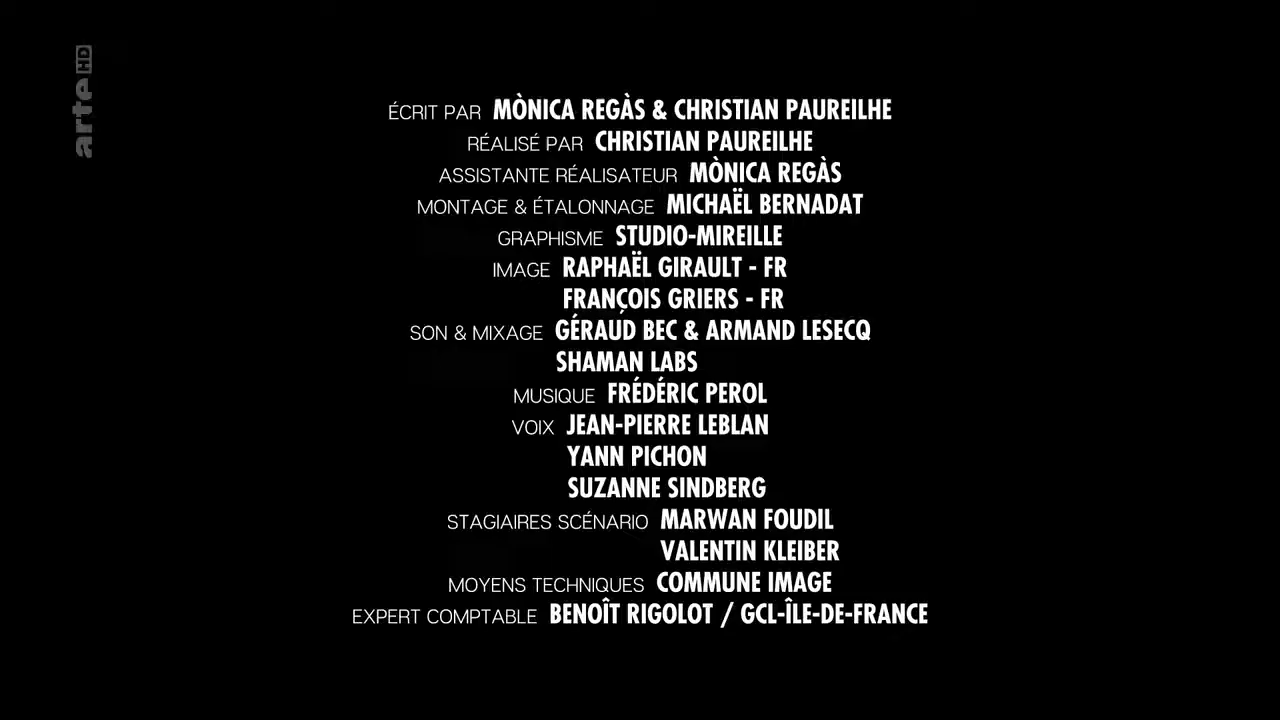 arte HD
ÉCRIT PAR MÒNICA REGÀS & CHRISTIAN PAUREILHE
RÉALISÉ PAR CHRISTIAN PAUREILHE
ASSISTANTE RÉALISATEUR MÒNICA REGÀS
MONTAGE & ÉTALONNAGE MICHAËL BERNADAT
GRAPHISME STUDIO-MIREILLE
IMAGE RAPHAËL GIRAULT - FR
FRANÇOIS GRIERS - FR
SON & MIXAGE GÉRAUD BEC & ARMAND LESECQ
SHAMAN LABS
MUSIQUE FRÉDÉRIC PEROL
VOIX JEAN-PIERRE LEBLAN
YANN PICHON
SUZANNE SINDBERG
STAGIAIRES SCÉNARIO MARWAN FOUDIL
VALENTIN KLEIBER
MOYENS TECHNIQUES COMMUNE IMAGE
EXPERT COMPTABLE BENOÎT RIGOLOT / GCL-ÎLE-DE-FRANCE